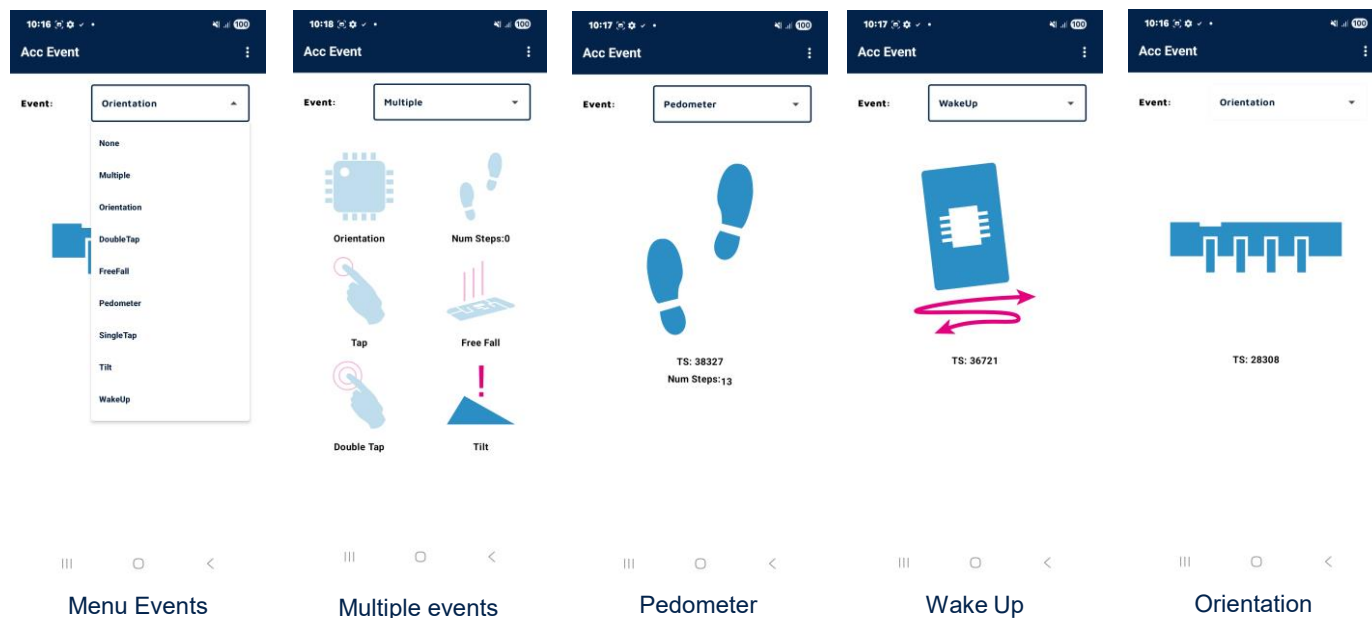 10:16
100
Acc Event
Event:
Orientation
None
Multiple
Orientation
DoubleTap
FreeFall
Pedometer
SingleTap
Tilt
WakeUp
Menu Events
10:18
100
Acc Event
Event:
Multiple
Orientation
Num Steps:0
Tap
Free Fall
!
Double Tap
Tilt
Multiple events
10:17
100
Acc Event
Event:
Pedometer
TS: 38327
Num Steps:13
Pedometer
10:17
100
Acc Event
Event:
WakeUp
TS: 36721
Wake Up
10:16
100
Acc Event
Event:
Orientation
TS: 28308
Orientation